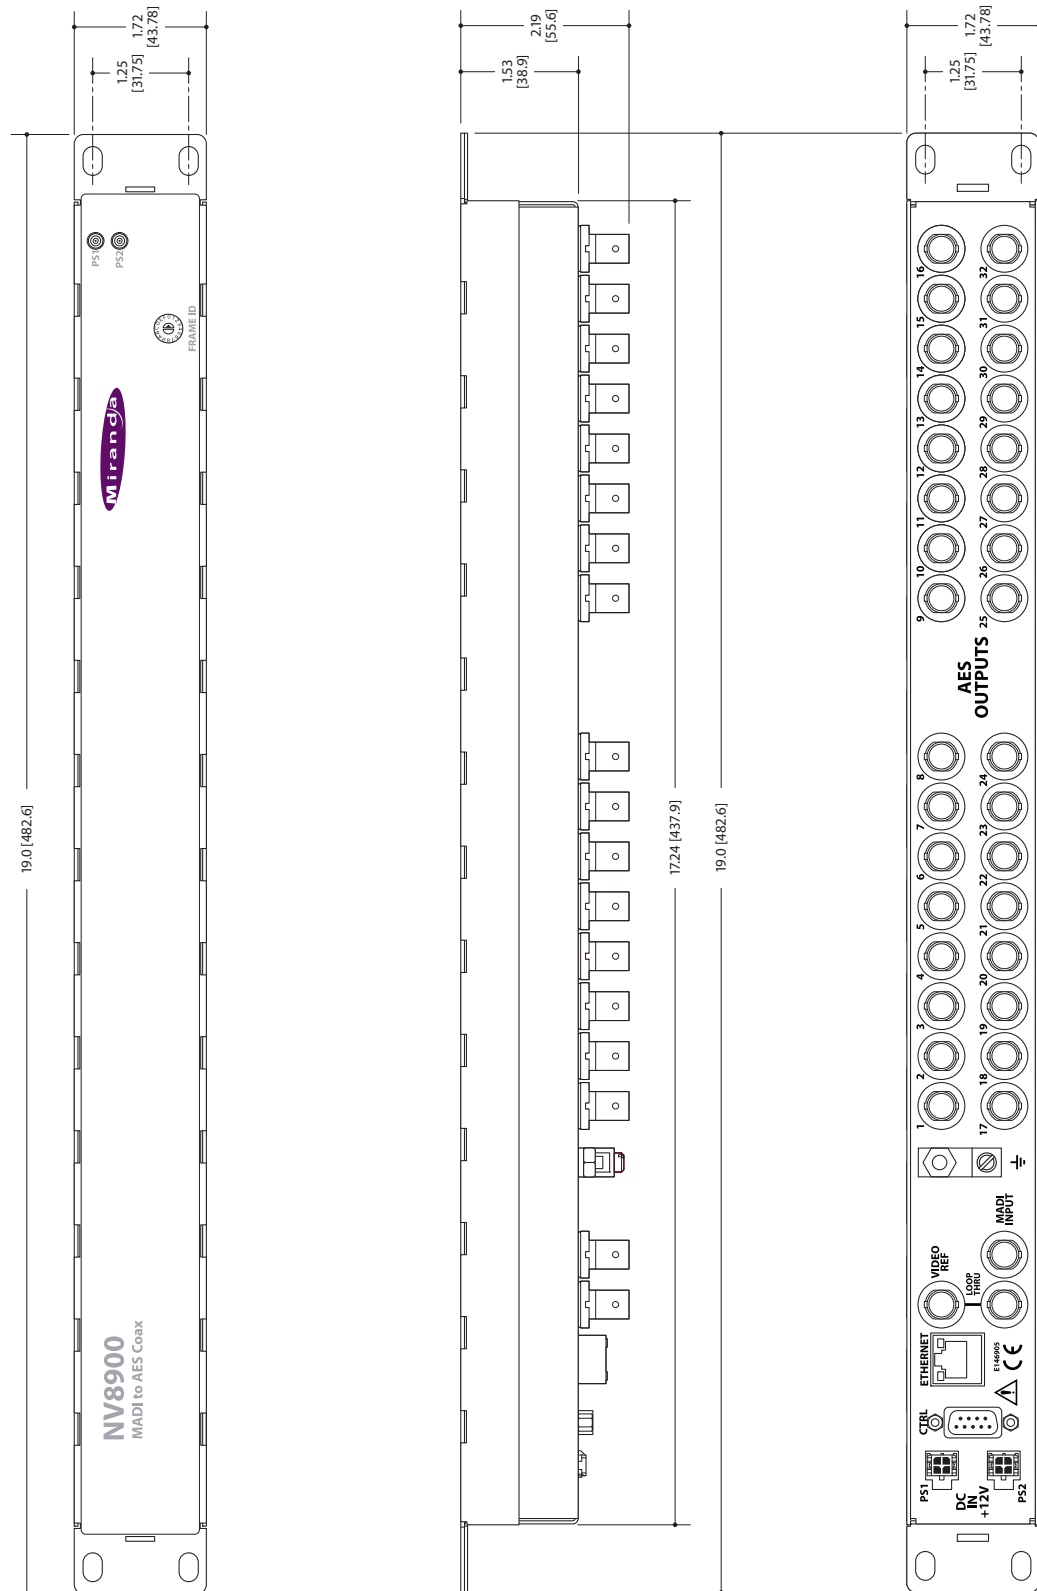 1.72
[43.78]
1.25
[31.75]
2.19
[55.6]
1.53
[38.9]
1.72
[43.78]
1.25
[31.75]
19.0 [482.6]
PS1
PS2
FRAME ID
Miranda
NV8900
MADI to AES Coax
17.24 [437.9]
19.0 [482.6]
16
15
14
13
12
11
10
9
32
31
30
29
28
27
26
25
AES
OUTPUTS
8
7
6
5
4
3
2
1
24
23
22
21
20
19
18
17
MADI
INPUT
VIDEO
REF
LOOP
THRU
ETHERNET
E146905
CE
CTRL
PS1
DC
IN
+12V
PS2